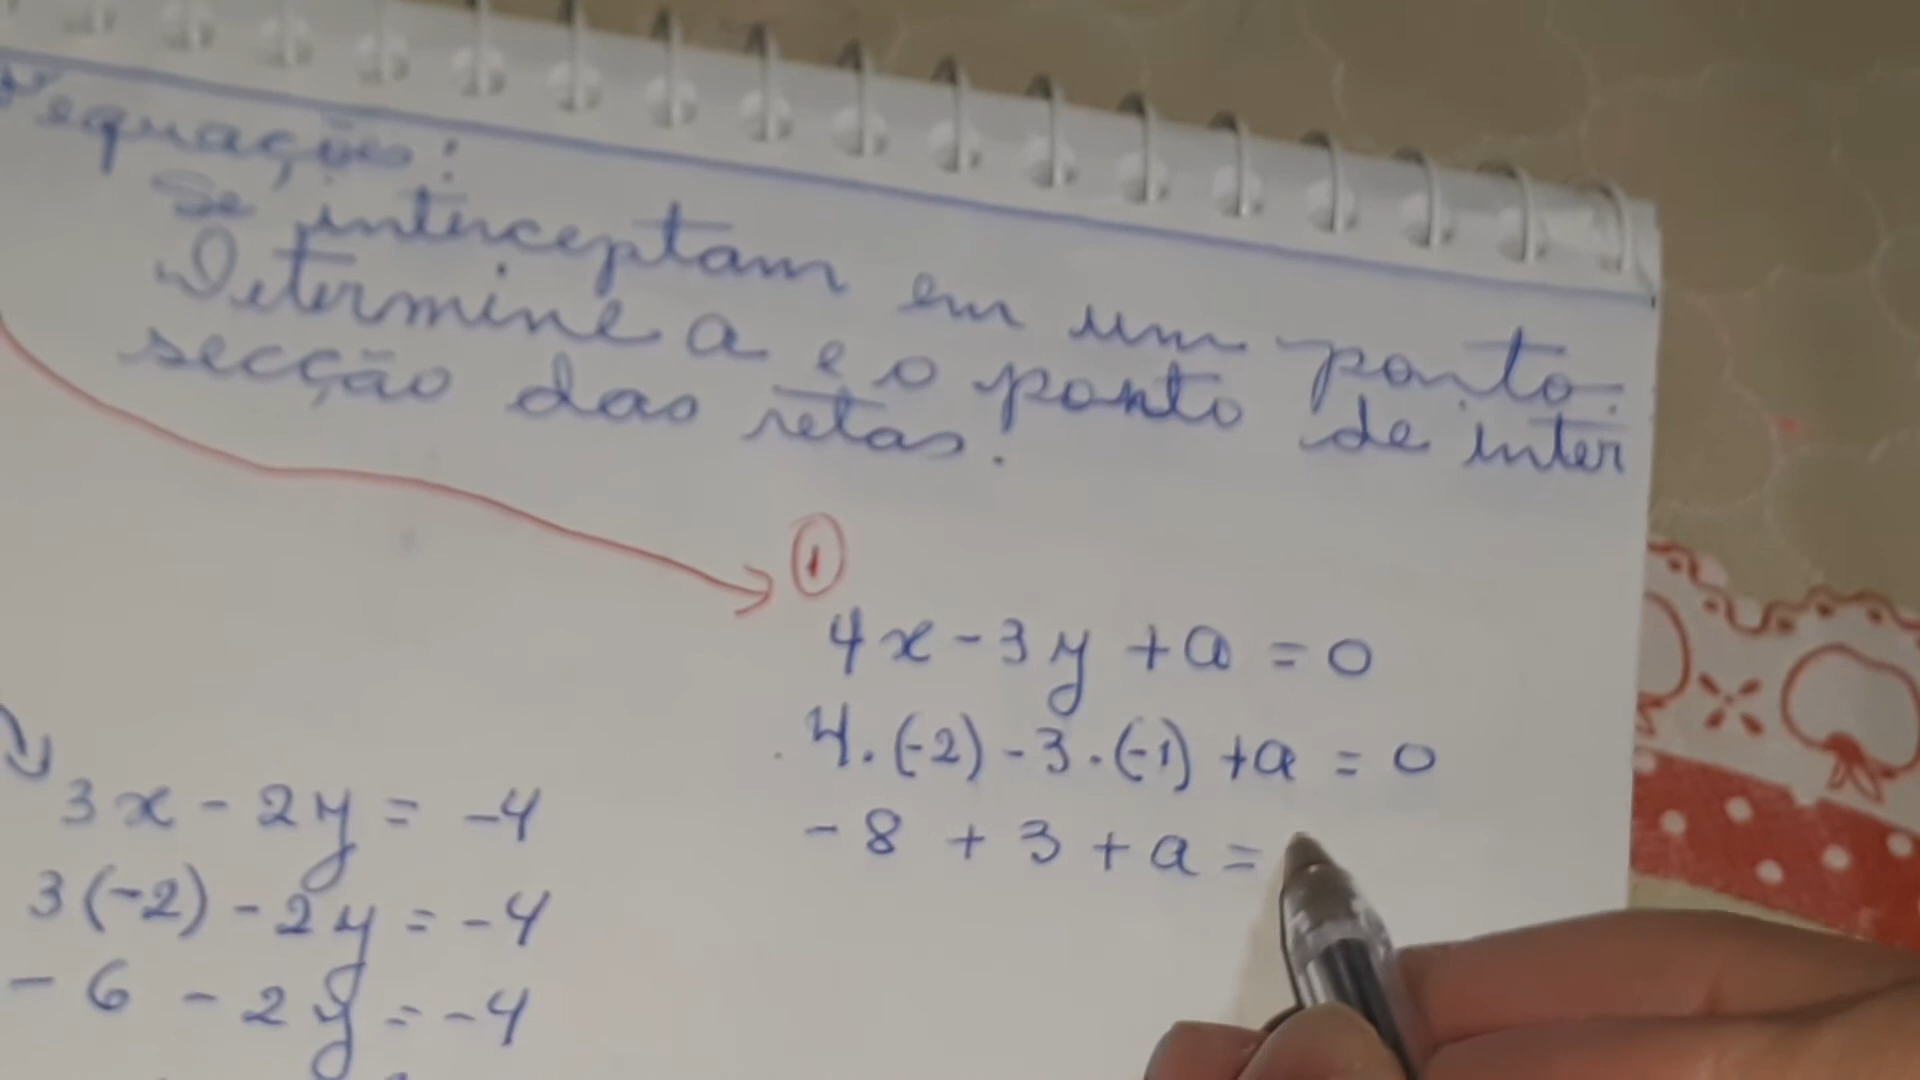 equações:
Se interceptam em um ponto.
Determine a e o ponto de inter
secção das retas.
1
4x - 3y + a = 0
4.(-2) - 3.(-1) + a = 0
- 8 + 3 + a =
3x - 2y = -4
3(-2) - 2y = -4
- 6 - 2y = -4